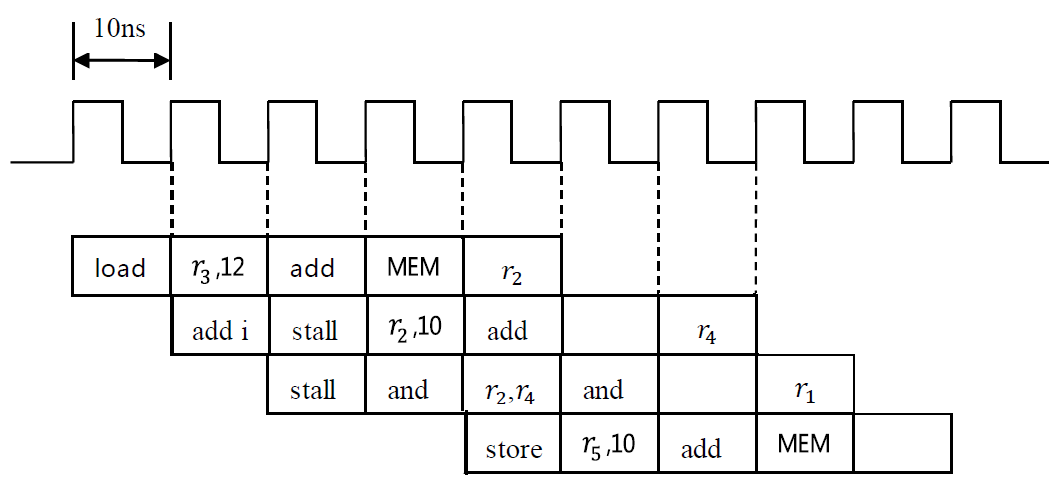 10ns
load r₃,12 add MEM r₂
add i stall r₂,10 add r₄
stall and r₂,r₄ and r₁
store r₅,10 add MEM